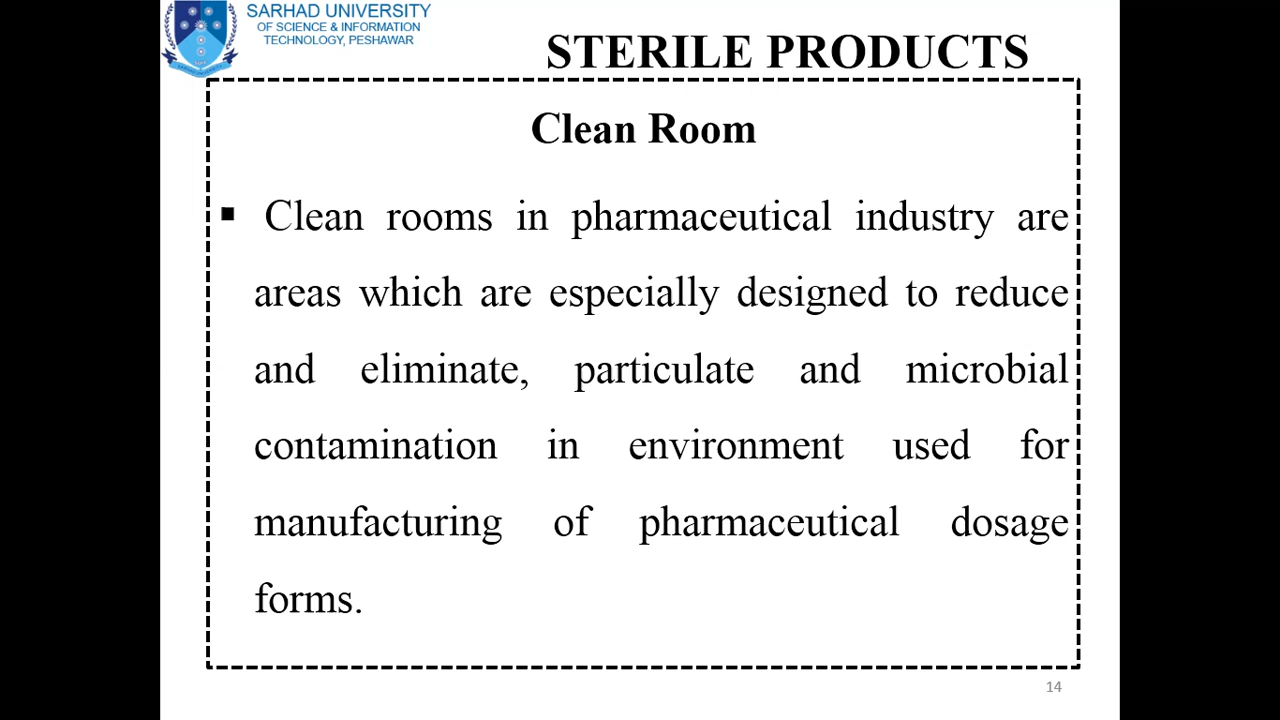 SARHAD UNIVERSITY
OF SCIENCE & INFORMATION
TECHNOLOGY, PESHAWAR
STERILE PRODUCTS
Clean Room
▪ Clean rooms in pharmaceutical industry are
areas which are especially designed to reduce
and eliminate, particulate and microbial
contamination in environment used for
manufacturing of pharmaceutical dosage
forms.
14